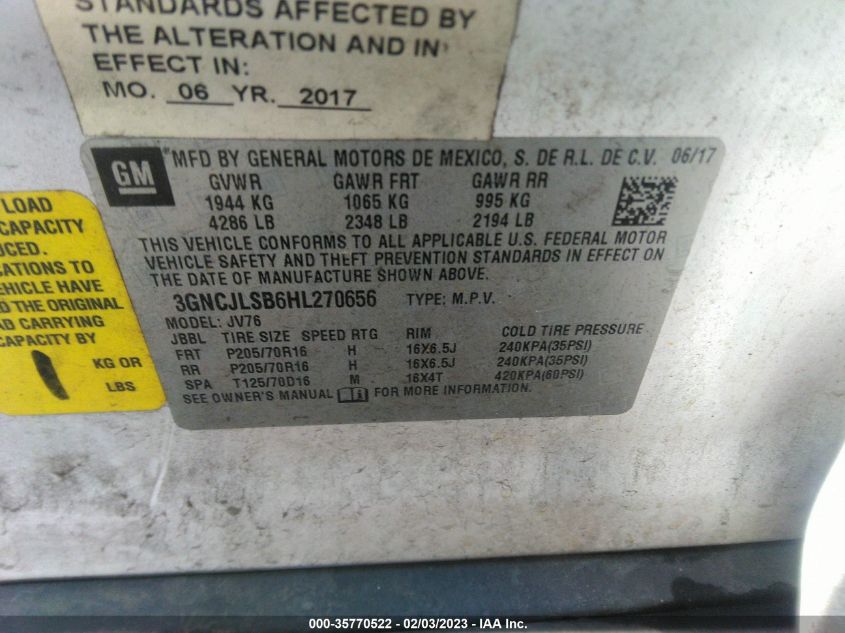 STANDARDS AFFECTED BY
THE ALTERATION AND IN
EFFECT IN:
MO. 06 YR. 2017
GM
*MFD BY GENERAL MOTORS DE MEXICO, S. DE R.L. DE C.V. 06/17
GVWR GAWR FRT GAWR RR
1944 KG 1065 KG 995 KG
4286 LB 2348 LB 2194 LB
THIS VEHICLE CONFORMS TO ALL APPLICABLE U.S. FEDERAL MOTOR
VEHICLE SAFETY AND THEFT PREVENTION STANDARDS IN EFFECT ON
THE DATE OF MANUFACTURE SHOWN ABOVE.
3GNCJLSB6HL270656 TYPE: M.P.V.
MODEL: JV76
JBBL TIRE SIZE SPEED RTG RIM COLD TIRE PRESSURE
FRT P205/70R16 H 16X6.5J 240KPA(35PSI)
RR P205/70R16 H 16X6.5J 240KPA(35PSI)
SPA T125/70D16 M 16X4T 420KPA(60PSI)
SEE OWNER'S MANUAL FOR MORE INFORMATION.
LOAD
CAPACITY
UCED.
CATIONS TO
EHICLE HAVE
D THE ORIGINAL
AD CARRYING
CAPACITY BY
KG OR
LBS
000-35770522 - 02/03/2023 - IAA Inc.